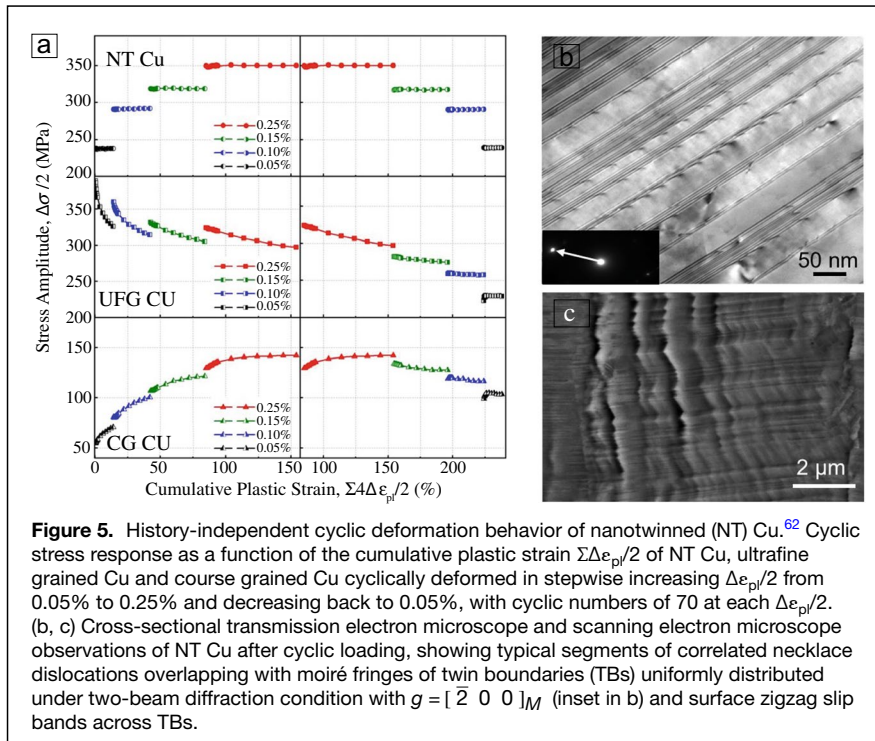 a
NT Cu
350
300
250
200
0.25%
0.15%
0.10%
0.05%
350
300
250
200
UFG CU
0.25%
0.15%
0.10%
0.05%
150
100
50
CG CU
0.25%
0.15%
0.10%
0.05%
Stress Amplitude, Δσ/2 (MPa)
0 50 100 150 100 150 200
Cumulative Plastic Strain, Σ4Δεpl/2 (%)
b
50 nm
c
2 µm
Figure 5. History-independent cyclic deformation behavior of nanotwinned (NT) Cu.62 Cyclic
stress response as a function of the cumulative plastic strain ΣΔεpl/2 of NT Cu, ultrafine
grained Cu and course grained Cu cyclically deformed in stepwise increasing Δεpl/2 from
0.05% to 0.25% and decreasing back to 0.05%, with cyclic numbers of 70 at each Δεpl/2.
(b, c) Cross-sectional transmission electron microscope and scanning electron microscope
observations of NT Cu after cyclic loading, showing typical segments of correlated necklace
dislocations overlapping with moiré fringes of twin boundaries (TBs) uniformly distributed
under two-beam diffraction condition with g = [ 2̅ 0 0 ]M (inset in b) and surface zigzag slip
bands across TBs.